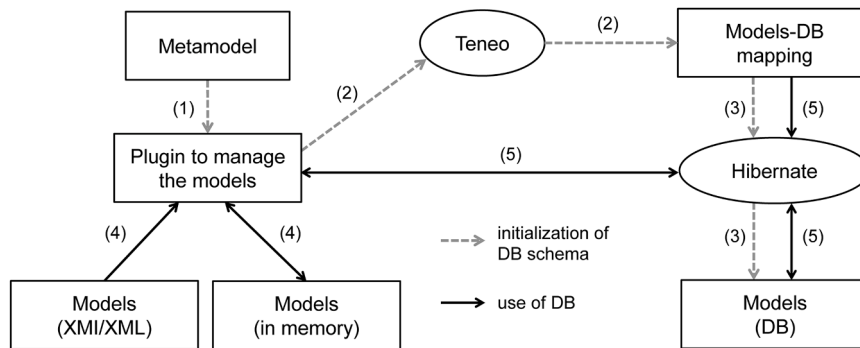 Metamodel
Teneo
Models-DB
mapping
(2)
(1)
(2)
(3)
(5)
Plugin to manage
the models
(5)
Hibernate
(4)
(4)
(3)
(5)
initialization of
DB schema
Models
(XMI/XML)
Models
(in memory)
use of DB
Models
(DB)